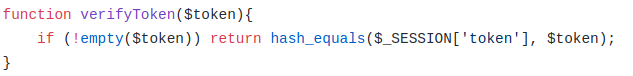 function verifyToken($token){
    if (!empty($token)) return hash_equals($_SESSION['token'], $token);
}